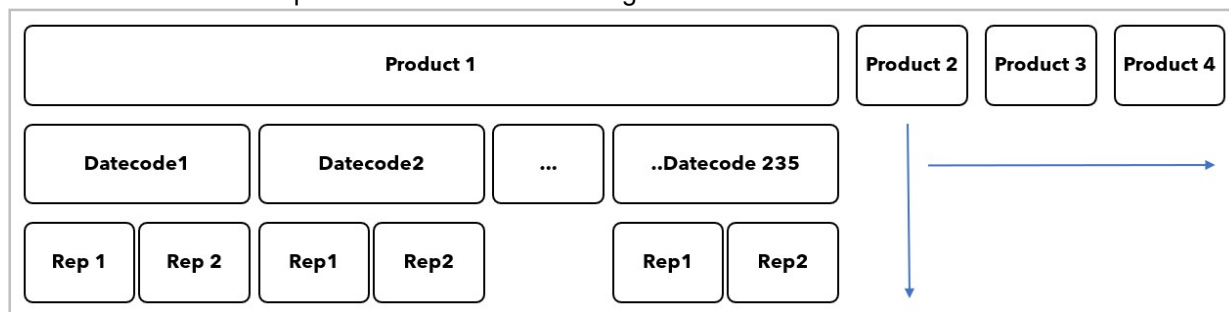 Product 1 Product 2 Product 3 Product 4
Datecode1 Datecode2 ... ..Datecode 235
Rep 1 Rep 2 Rep1 Rep2 Rep1 Rep2